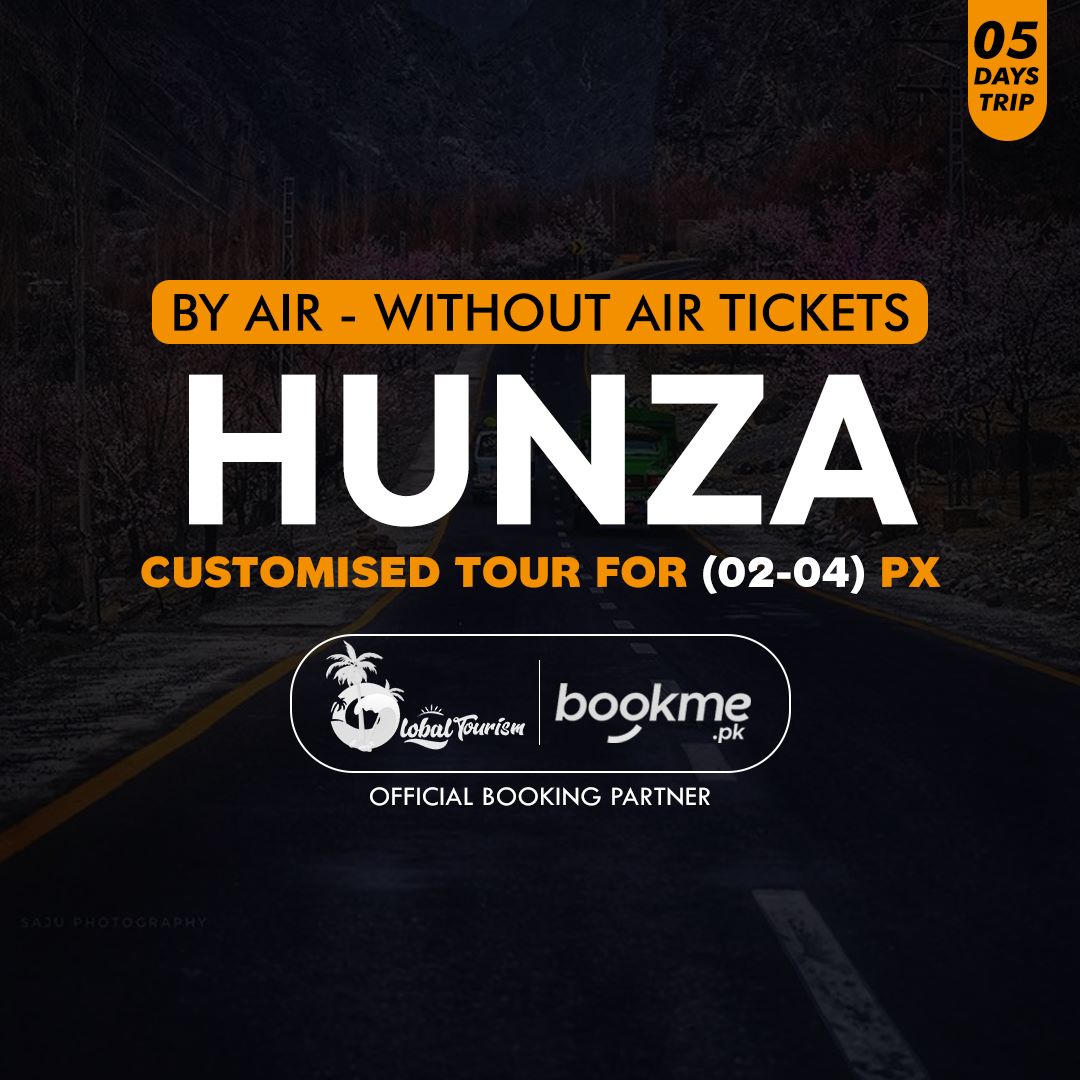 05
DAYS
TRIP
BY AIR - WITHOUT AIR TICKETS
HUNZA
CUSTOMISED TOUR FOR (02-04) PX
Global Tourism
bookme
.pk
OFFICIAL BOOKING PARTNER
SAJU PHOTOGRAPHY